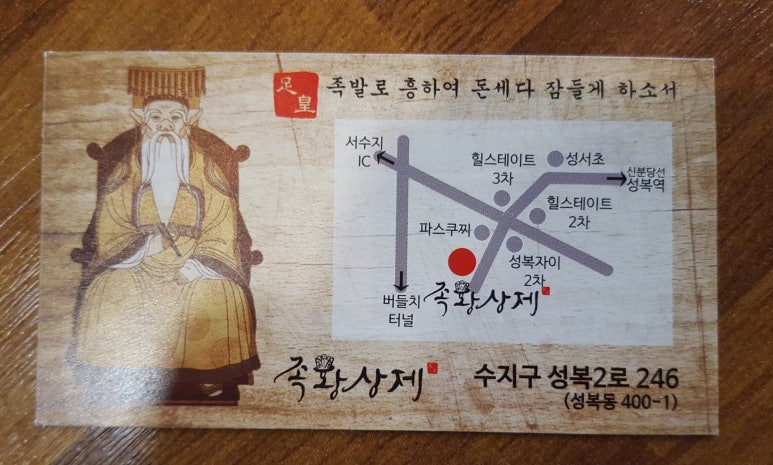 足皇
족발로 흥하여 돈세다 잠들게 하소서
서수지
IC
힐스테이트
3차
성서초
신분당선
성복역
힐스테이트
2차
파스쿠찌
성복자이
2차
버들치
터널
족황상제
족황상제
수지구 성복2로 246
(성복동 400-1)